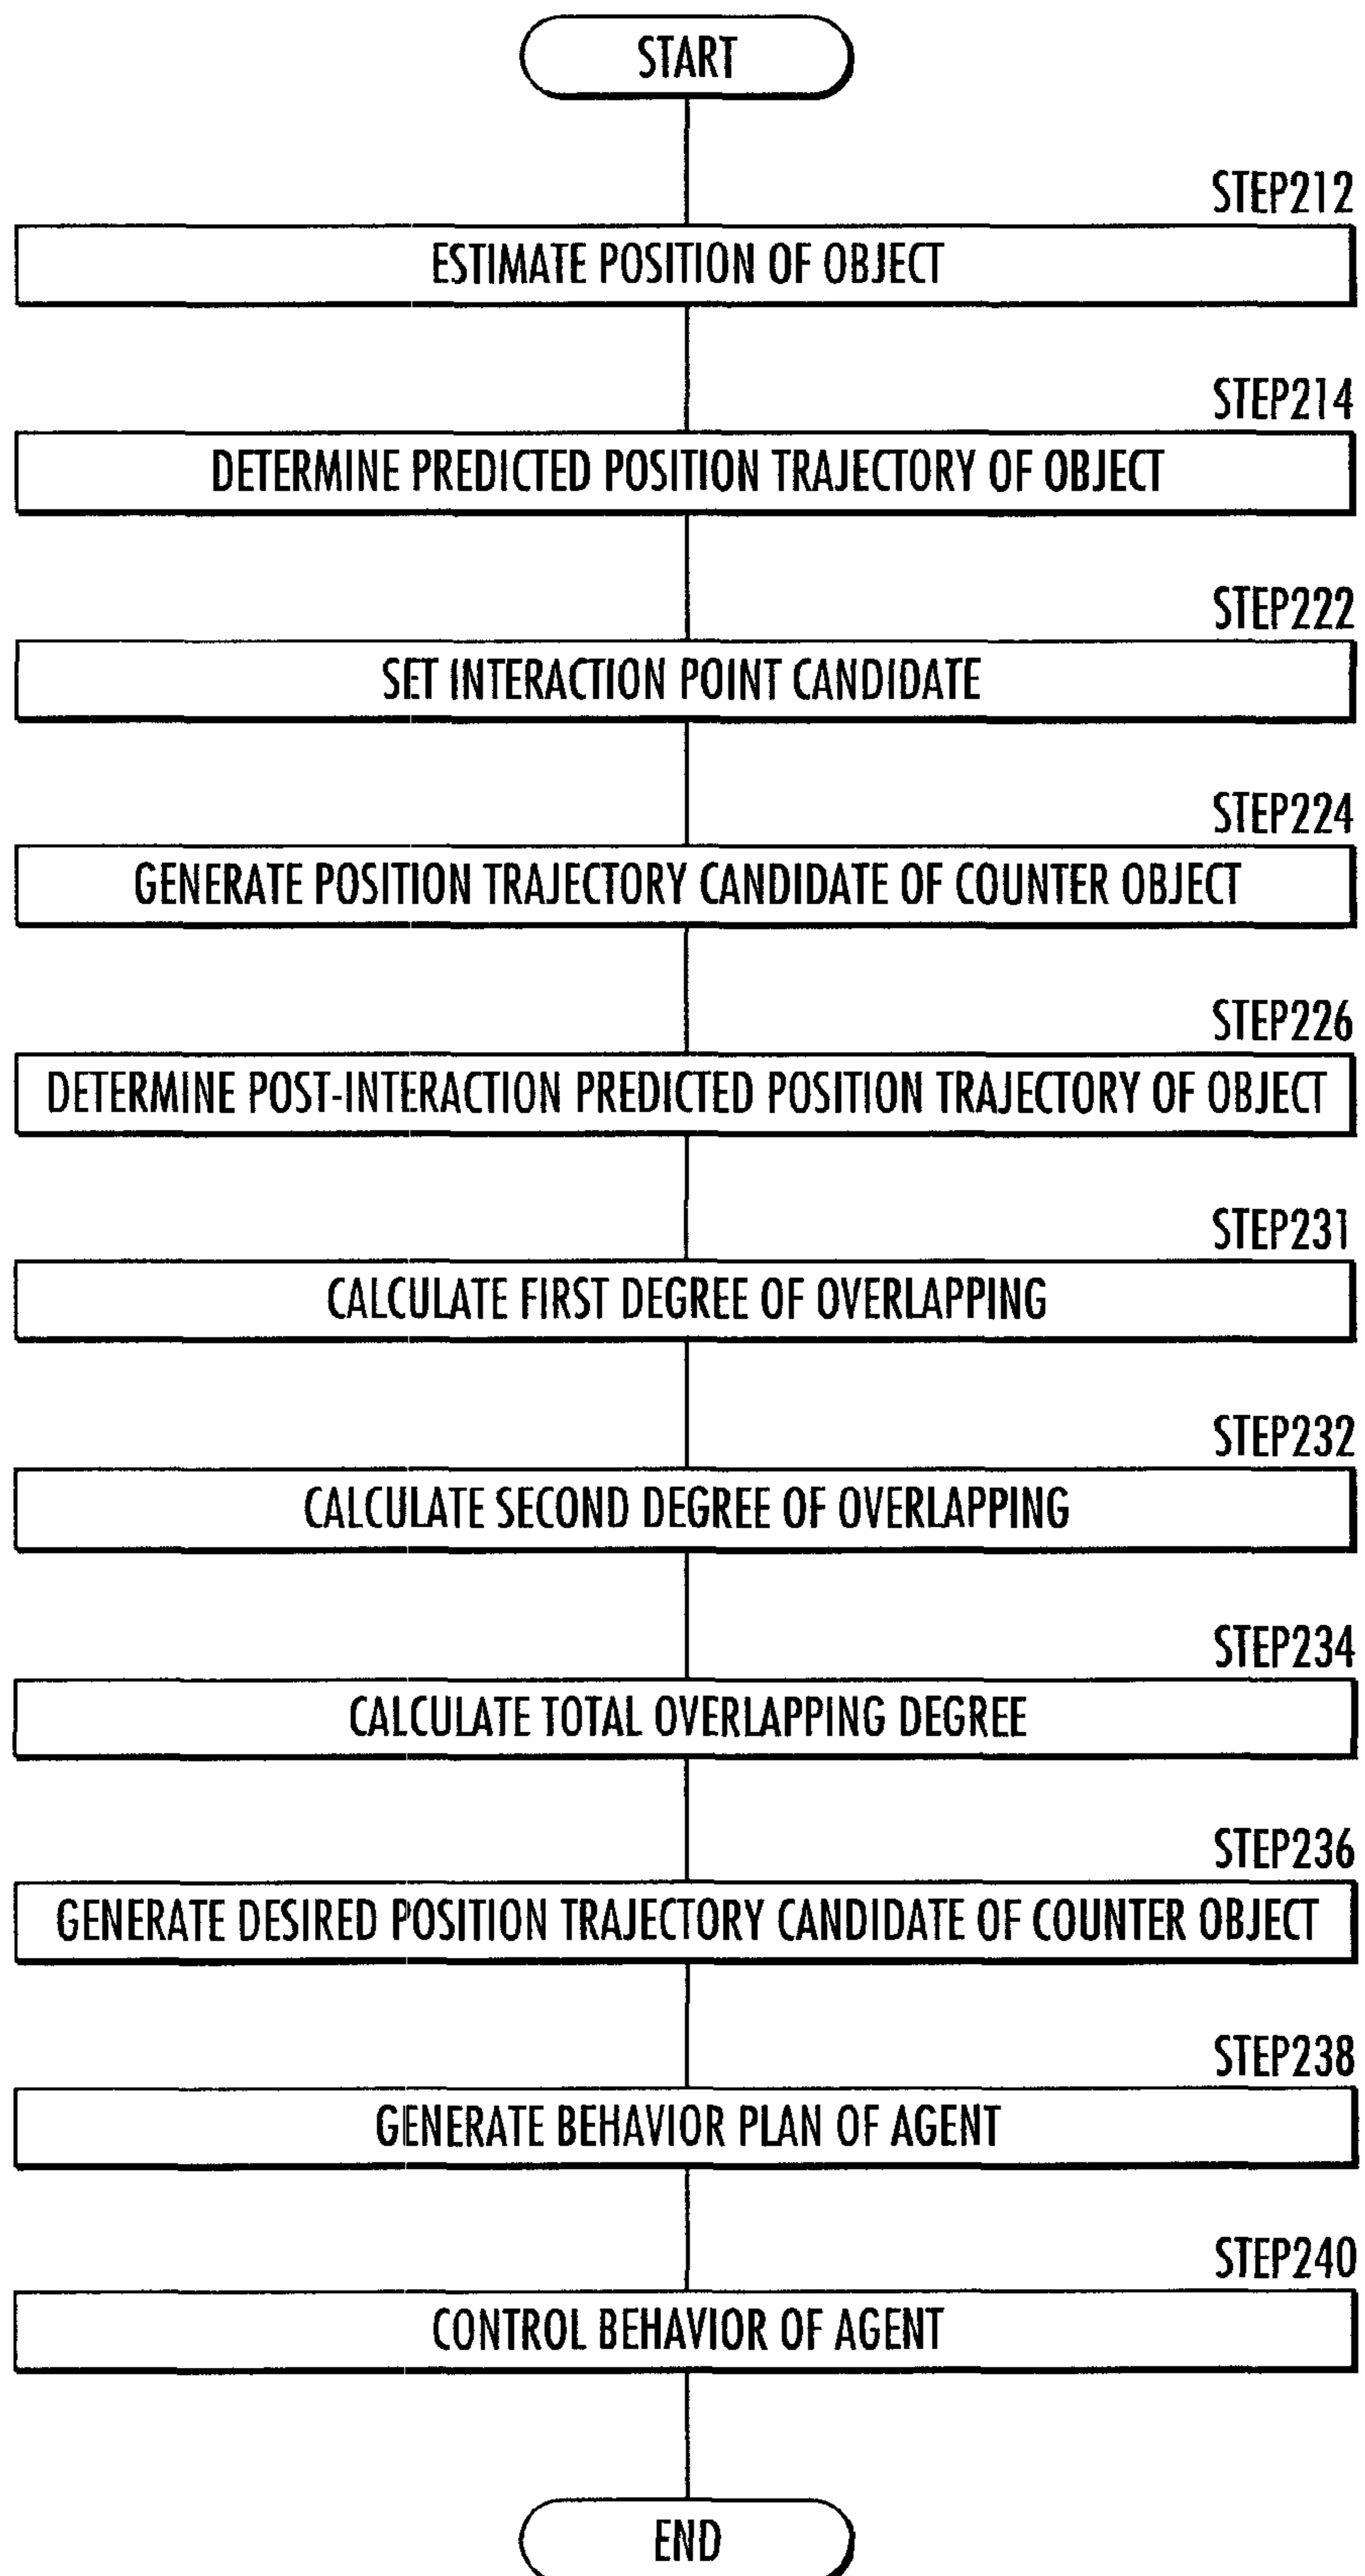 START
STEP212
ESTIMATE POSITION OF OBJECT
STEP214
DETERMINE PREDICTED POSITION TRAJECTORY OF OBJECT
STEP222
SET INTERACTION POINT CANDIDATE
STEP224
GENERATE POSITION TRAJECTORY CANDIDATE OF COUNTER OBJECT
STEP226
DETERMINE POST-INTERACTION PREDICTED POSITION TRAJECTORY OF OBJECT
STEP231
CALCULATE FIRST DEGREE OF OVERLAPPING
STEP232
CALCULATE SECOND DEGREE OF OVERLAPPING
STEP234
CALCULATE TOTAL OVERLAPPING DEGREE
STEP236
GENERATE DESIRED POSITION TRAJECTORY CANDIDATE OF COUNTER OBJECT
STEP238
GENERATE BEHAVIOR PLAN OF AGENT
STEP240
CONTROL BEHAVIOR OF AGENT
END